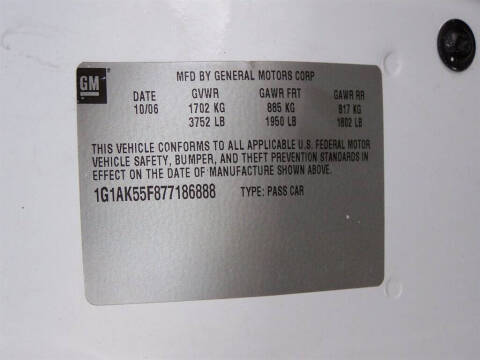 GM
MFD BY GENERAL MOTORS CORP
DATE GVWR GAWR FRT GAWR RR
10/06 1702 KG 885 KG 817 KG
3752 LB 1950 LB 1802 LB
THIS VEHICLE CONFORMS TO ALL APPLICABLE U.S. FEDERAL MOTOR
VEHICLE SAFETY, BUMPER, AND THEFT PREVENTION STANDARDS IN
EFFECT ON THE DATE OF MANUFACTURE SHOWN ABOVE.
1G1AK55F877186888 TYPE: PASS CAR